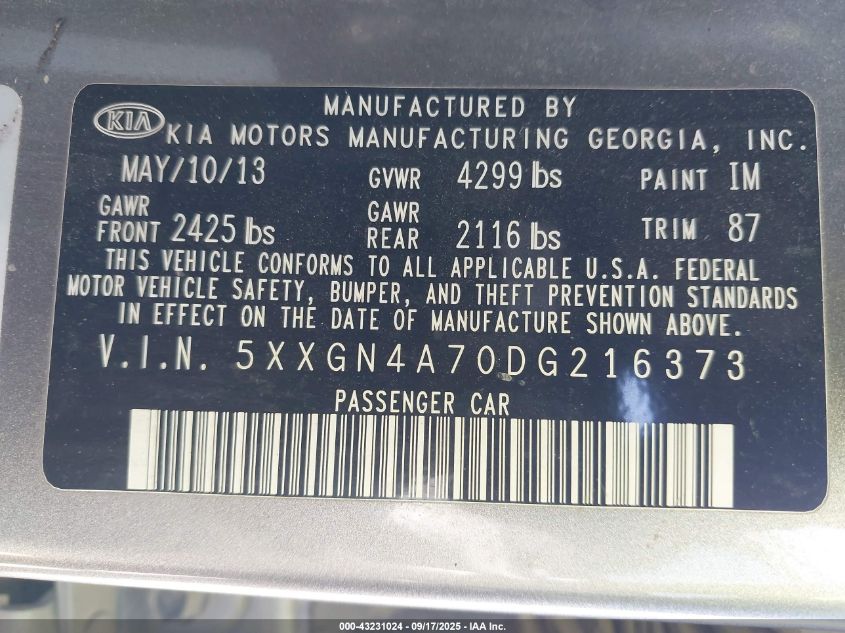 MANUFACTURED BY
KIA KIA MOTORS MANUFACTURING GEORGIA, INC.
MAY/10/13 GVWR 4299 lbs PAINT IM
GAWR FRONT 2425 lbs GAWR REAR 2116 lbs TRIM 87
THIS VEHICLE CONFORMS TO ALL APPLICABLE U.S.A. FEDERAL
MOTOR VEHICLE SAFETY, BUMPER, AND THEFT PREVENTION STANDARDS
IN EFFECT ON THE DATE OF MANUFACTURE SHOWN ABOVE.
V.I.N. 5XXGN4A70DG216373
PASSENGER CAR
000-43231024 - 09/17/2025 - IAA Inc.